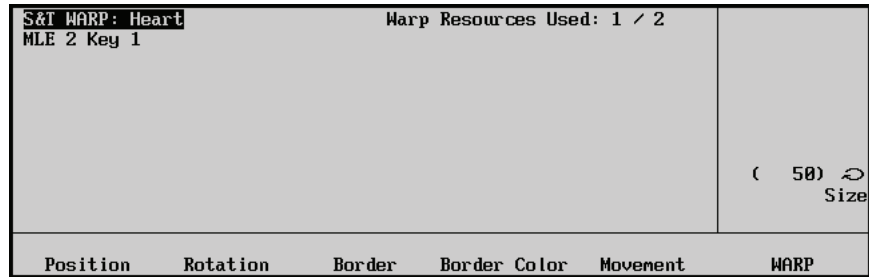 S&T WARP: Heart Warp Resources Used: 1 / 2
MLE 2 Key 1
( 50)
Size
Position Rotation Border Border Color Movement WARP